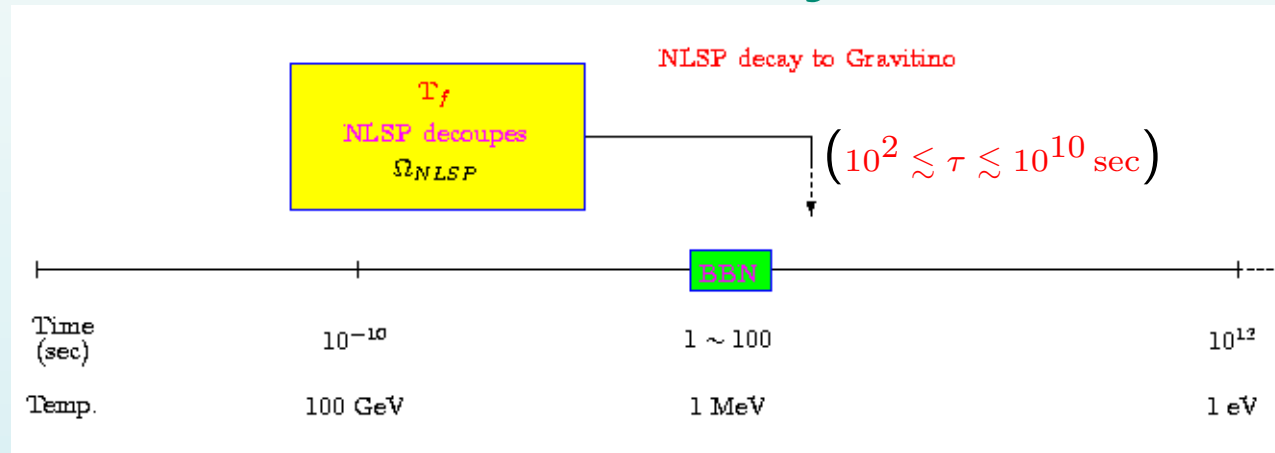 NLSP decay to Gravitino
T_f
NLSP decoupes
Ω_NLSP
(10^2 ≲ τ ≲ 10^10 sec)
BBN
Time
(sec)
10^−10
1 ~ 100
10^12
Temp.
100 GeV
1 MeV
1 eV